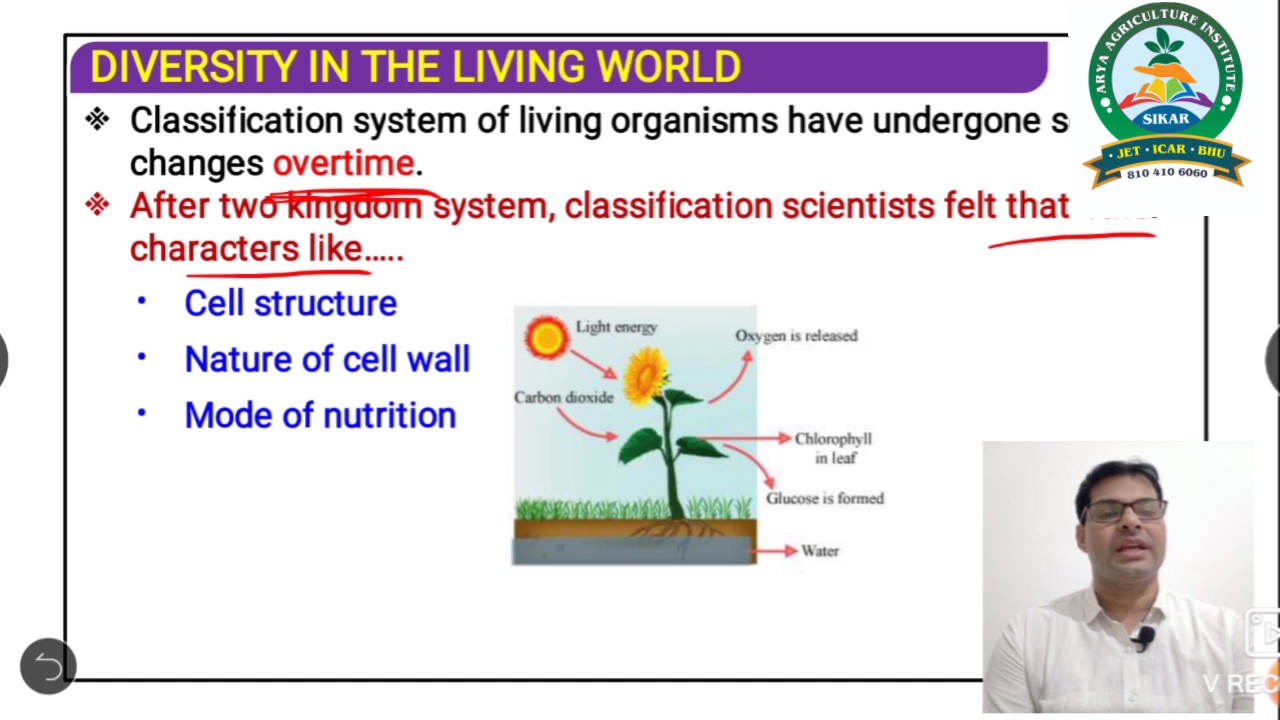 DIVERSITY IN THE LIVING WORLD
❖ Classification system of living organisms have undergone
changes overtime.
❖ After two kingdom system, classification scientists felt that
characters like.....
• Cell structure
• Nature of cell wall
• Mode of nutrition
Light energy
Oxygen is released
Carbon dioxide
Chlorophyll
in leaf
Glucose is formed
Water
ARYA AGRICULTURE INSTITUTE
SIKAR
• JET • ICAR • BHU
810 410 6060
V REC